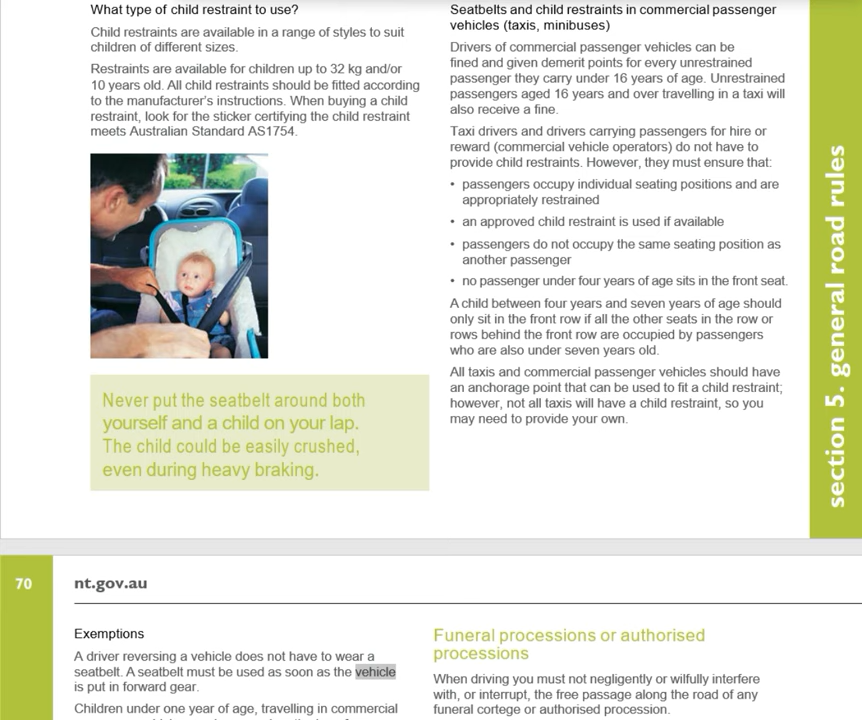 What type of child restraint to use?
Child restraints are available in a range of styles to suit
children of different sizes.
Restraints are available for children up to 32 kg and/or
10 years old. All child restraints should be fitted according
to the manufacturer's instructions. When buying a child
restraint, look for the sticker certifying the child restraint
meets Australian Standard AS1754.
Never put the seatbelt around both
yourself and a child on your lap.
The child could be easily crushed,
even during heavy braking.
Seatbelts and child restraints in commercial passenger
vehicles (taxis, minibuses)
Drivers of commercial passenger vehicles can be
fined and given demerit points for every unrestrained
passenger they carry under 16 years of age. Unrestrained
passengers aged 16 years and over travelling in a taxi will
also receive a fine.
Taxi drivers and drivers carrying passengers for hire or
reward (commercial vehicle operators) do not have to
provide child restraints. However, they must ensure that:
• passengers occupy individual seating positions and are
appropriately restrained
• an approved child restraint is used if available
• passengers do not occupy the same seating position as
another passenger
• no passenger under four years of age sits in the front seat.
A child between four years and seven years of age should
only sit in the front row if all the other seats in the row or
rows behind the front row are occupied by passengers
who are also under seven years old.
All taxis and commercial passenger vehicles should have
an anchorage point that can be used to fit a child restraint;
however, not all taxis will have a child restraint, so you
may need to provide your own.
section 5. general road rules
70
nt.gov.au
Exemptions
A driver reversing a vehicle does not have to wear a
seatbelt. A seatbelt must be used as soon as the vehicle
is put in forward gear.
Children under one year of age, travelling in commercial
Funeral processions or authorised
processions
When driving you must not negligently or wilfully interfere
with, or interrupt, the free passage along the road of any
funeral cortege or authorised procession.